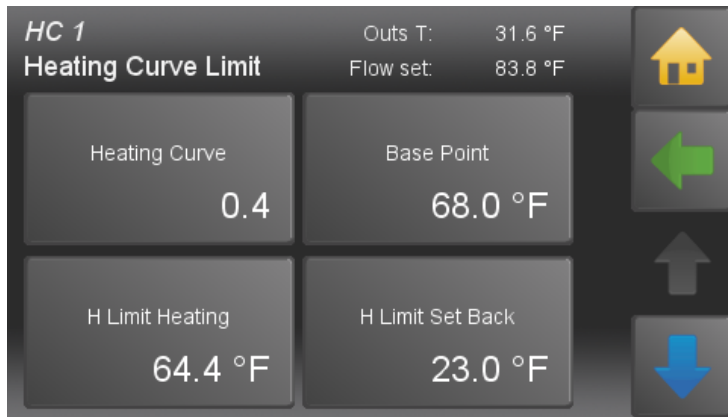 HC 1 Outs T: 31.6 °F
Heating Curve Limit Flow set: 83.8 °F
Heating Curve Base Point
0.4 68.0 °F
H Limit Heating H Limit Set Back
64.4 °F 23.0 °F